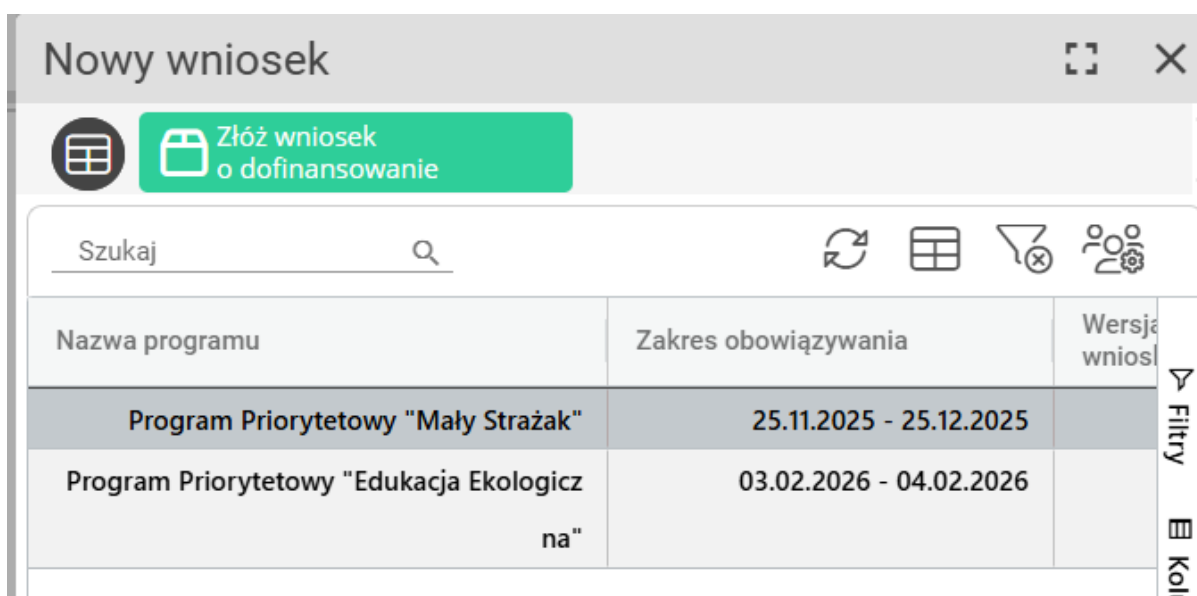 Nowy wniosek
Złóż wniosek
o dofinansowanie
Szukaj
Nazwa programu
Zakres obowiązywania
Wersja
Program Priorytetowy "Mały Strażak"
25.11.2025 - 25.12.2025
Program Priorytetowy "Edukacja Ekologicz
na"
03.02.2026 - 04.02.2026
Filtry